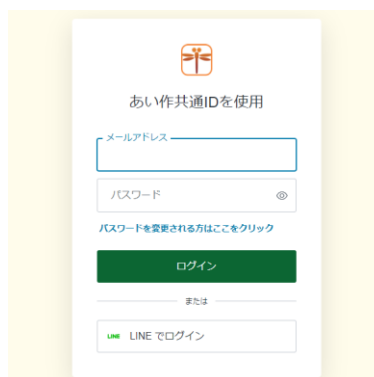 あい作共通IDを使用
メールアドレス
パスワード
パスワードを変更される方はここをクリック
ログイン
または
LINE LINE でログイン